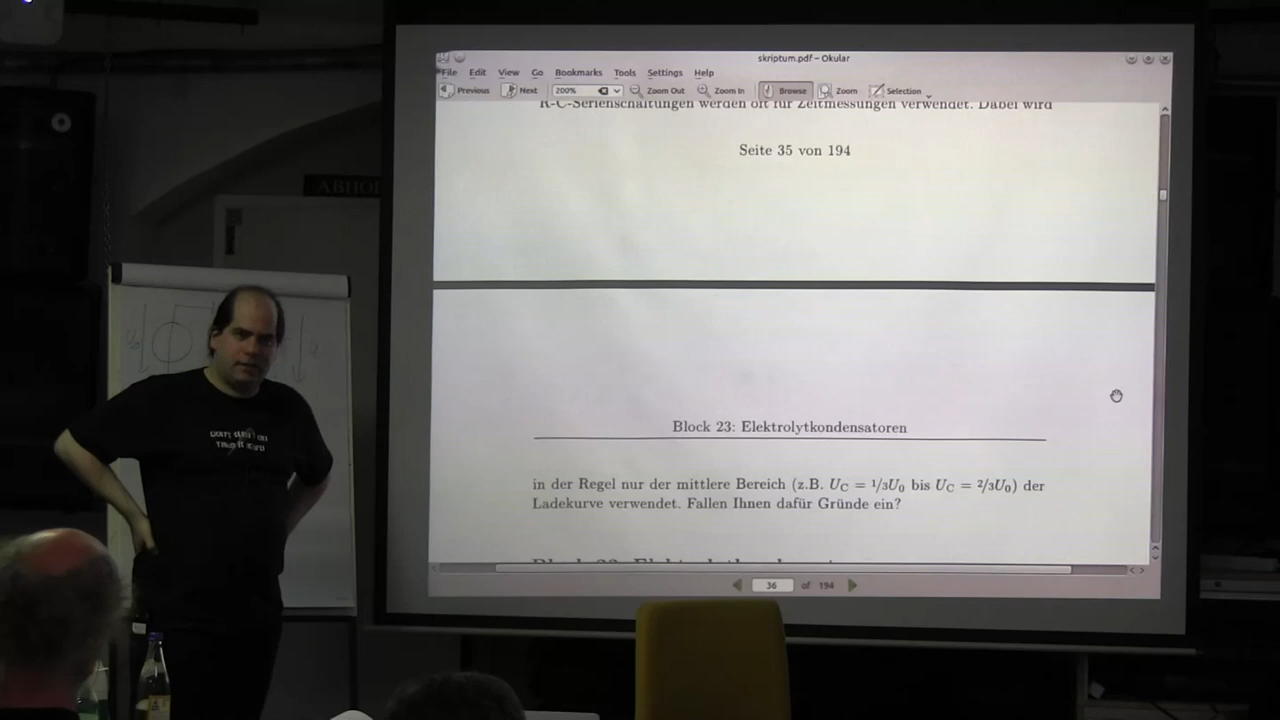 skriptum.pdf – Okular
File Edit View Go Bookmarks Tools Settings Help
Previous Next 200% Zoom Out Zoom In Browse Zoom Selection
R-C-Serienschaltungen werden oft für Zeitmessungen verwendet. Dabei wird
Seite 35 von 194
ABHOL
Block 23: Elektrolytkondensatoren
in der Regel nur der mittlere Bereich (z.B. UC = 1/3U0 bis UC = 2/3U0) der
Ladekurve verwendet. Fallen Ihnen dafür Gründe ein?
36 of 194